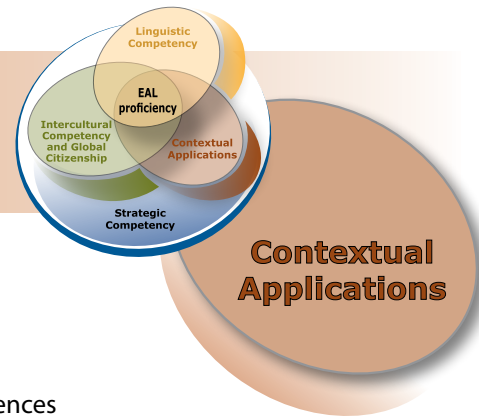 Linguistic
Competency
EAL
proficiency
Intercultural
Competency
and Global
Citizenship
Contextual
Applications
Strategic
Competency
Contextual
Applications
ences